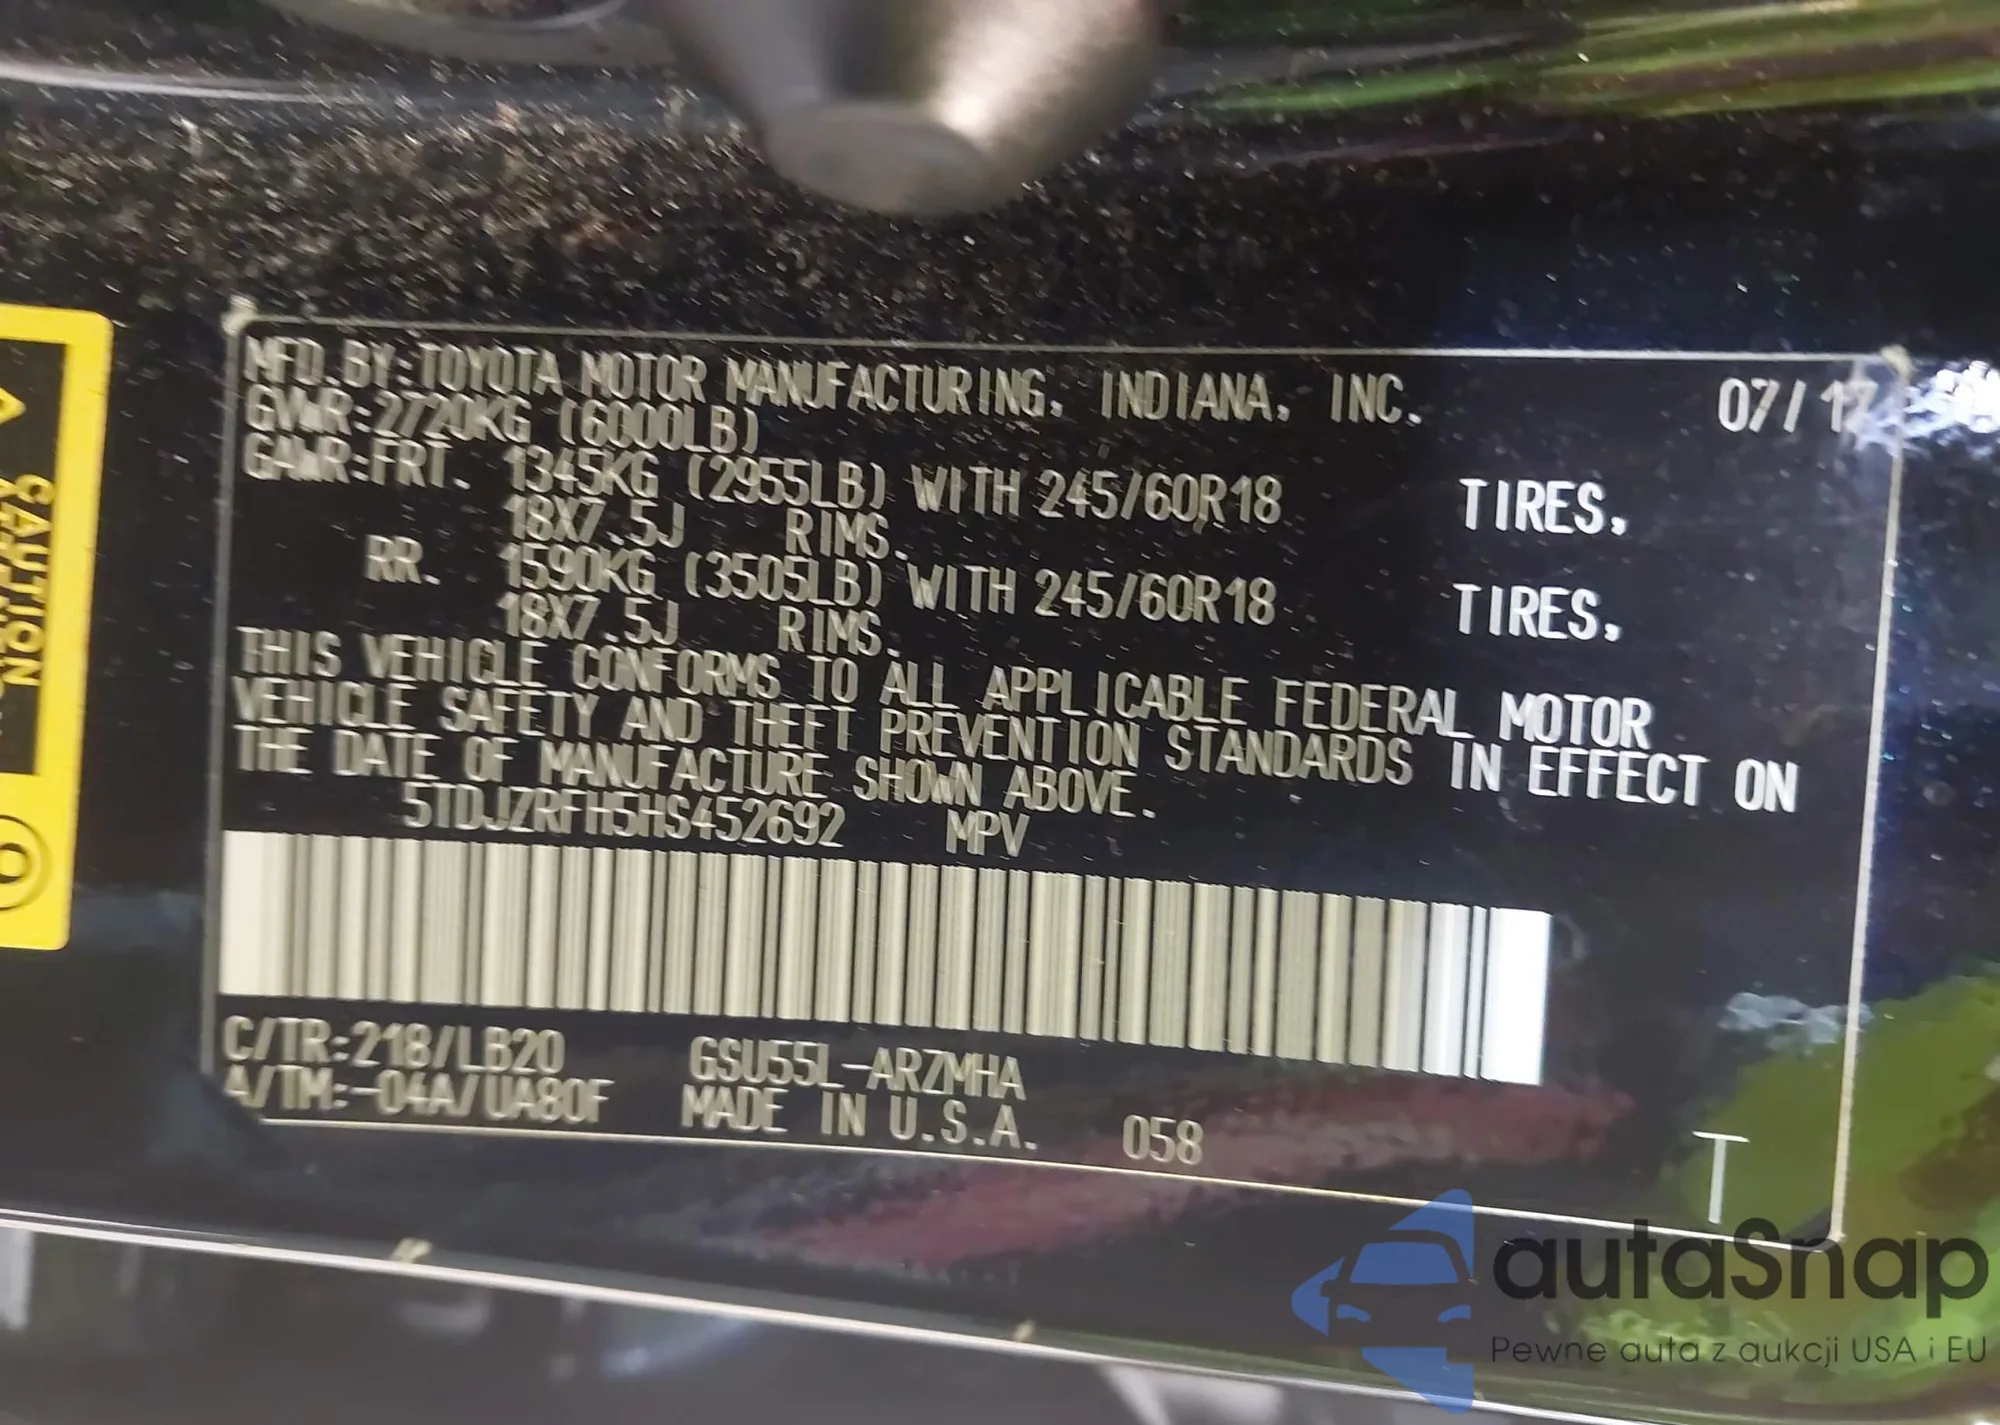 MFD.BY:TOYOTA MOTOR MANUFACTURING, INDIANA, INC. 07/17
GVWR:2720KG (6000LB)
GAWR:FRT. 1345KG (2955LB) WITH 245/60R18 TIRES,
18X7.5J RIMS.
RR. 1590KG (3505LB) WITH 245/60R18 TIRES,
18X7.5J RIMS.
THIS VEHICLE CONFORMS TO ALL APPLICABLE FEDERAL MOTOR
VEHICLE SAFETY AND THEFT PREVENTION STANDARDS IN EFFECT ON
THE DATE OF MANUFACTURE SHOWN ABOVE.
5TDJZRFH5HS452692 MPV
C/TR:218/LB20 GSU55L-ARZMHA
A/TM:-04A/UA80F MADE IN U.S.A. 058
T
CAUTION
autaSnap
Pewne auta z aukcji USA i EU